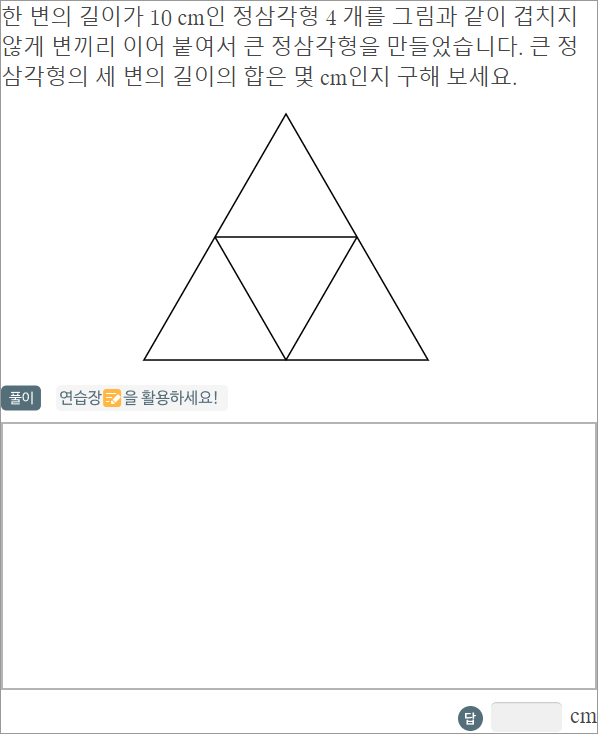 한 변의 길이가 10 cm인 정삼각형 4 개를 그림과 같이 겹치지
않게 변끼리 이어 붙여서 큰 정삼각형을 만들었습니다. 큰 정
삼각형의 세 변의 길이의 합은 몇 cm인지 구해 보세요.
풀이 연습장📝을 활용하세요!
답 cm